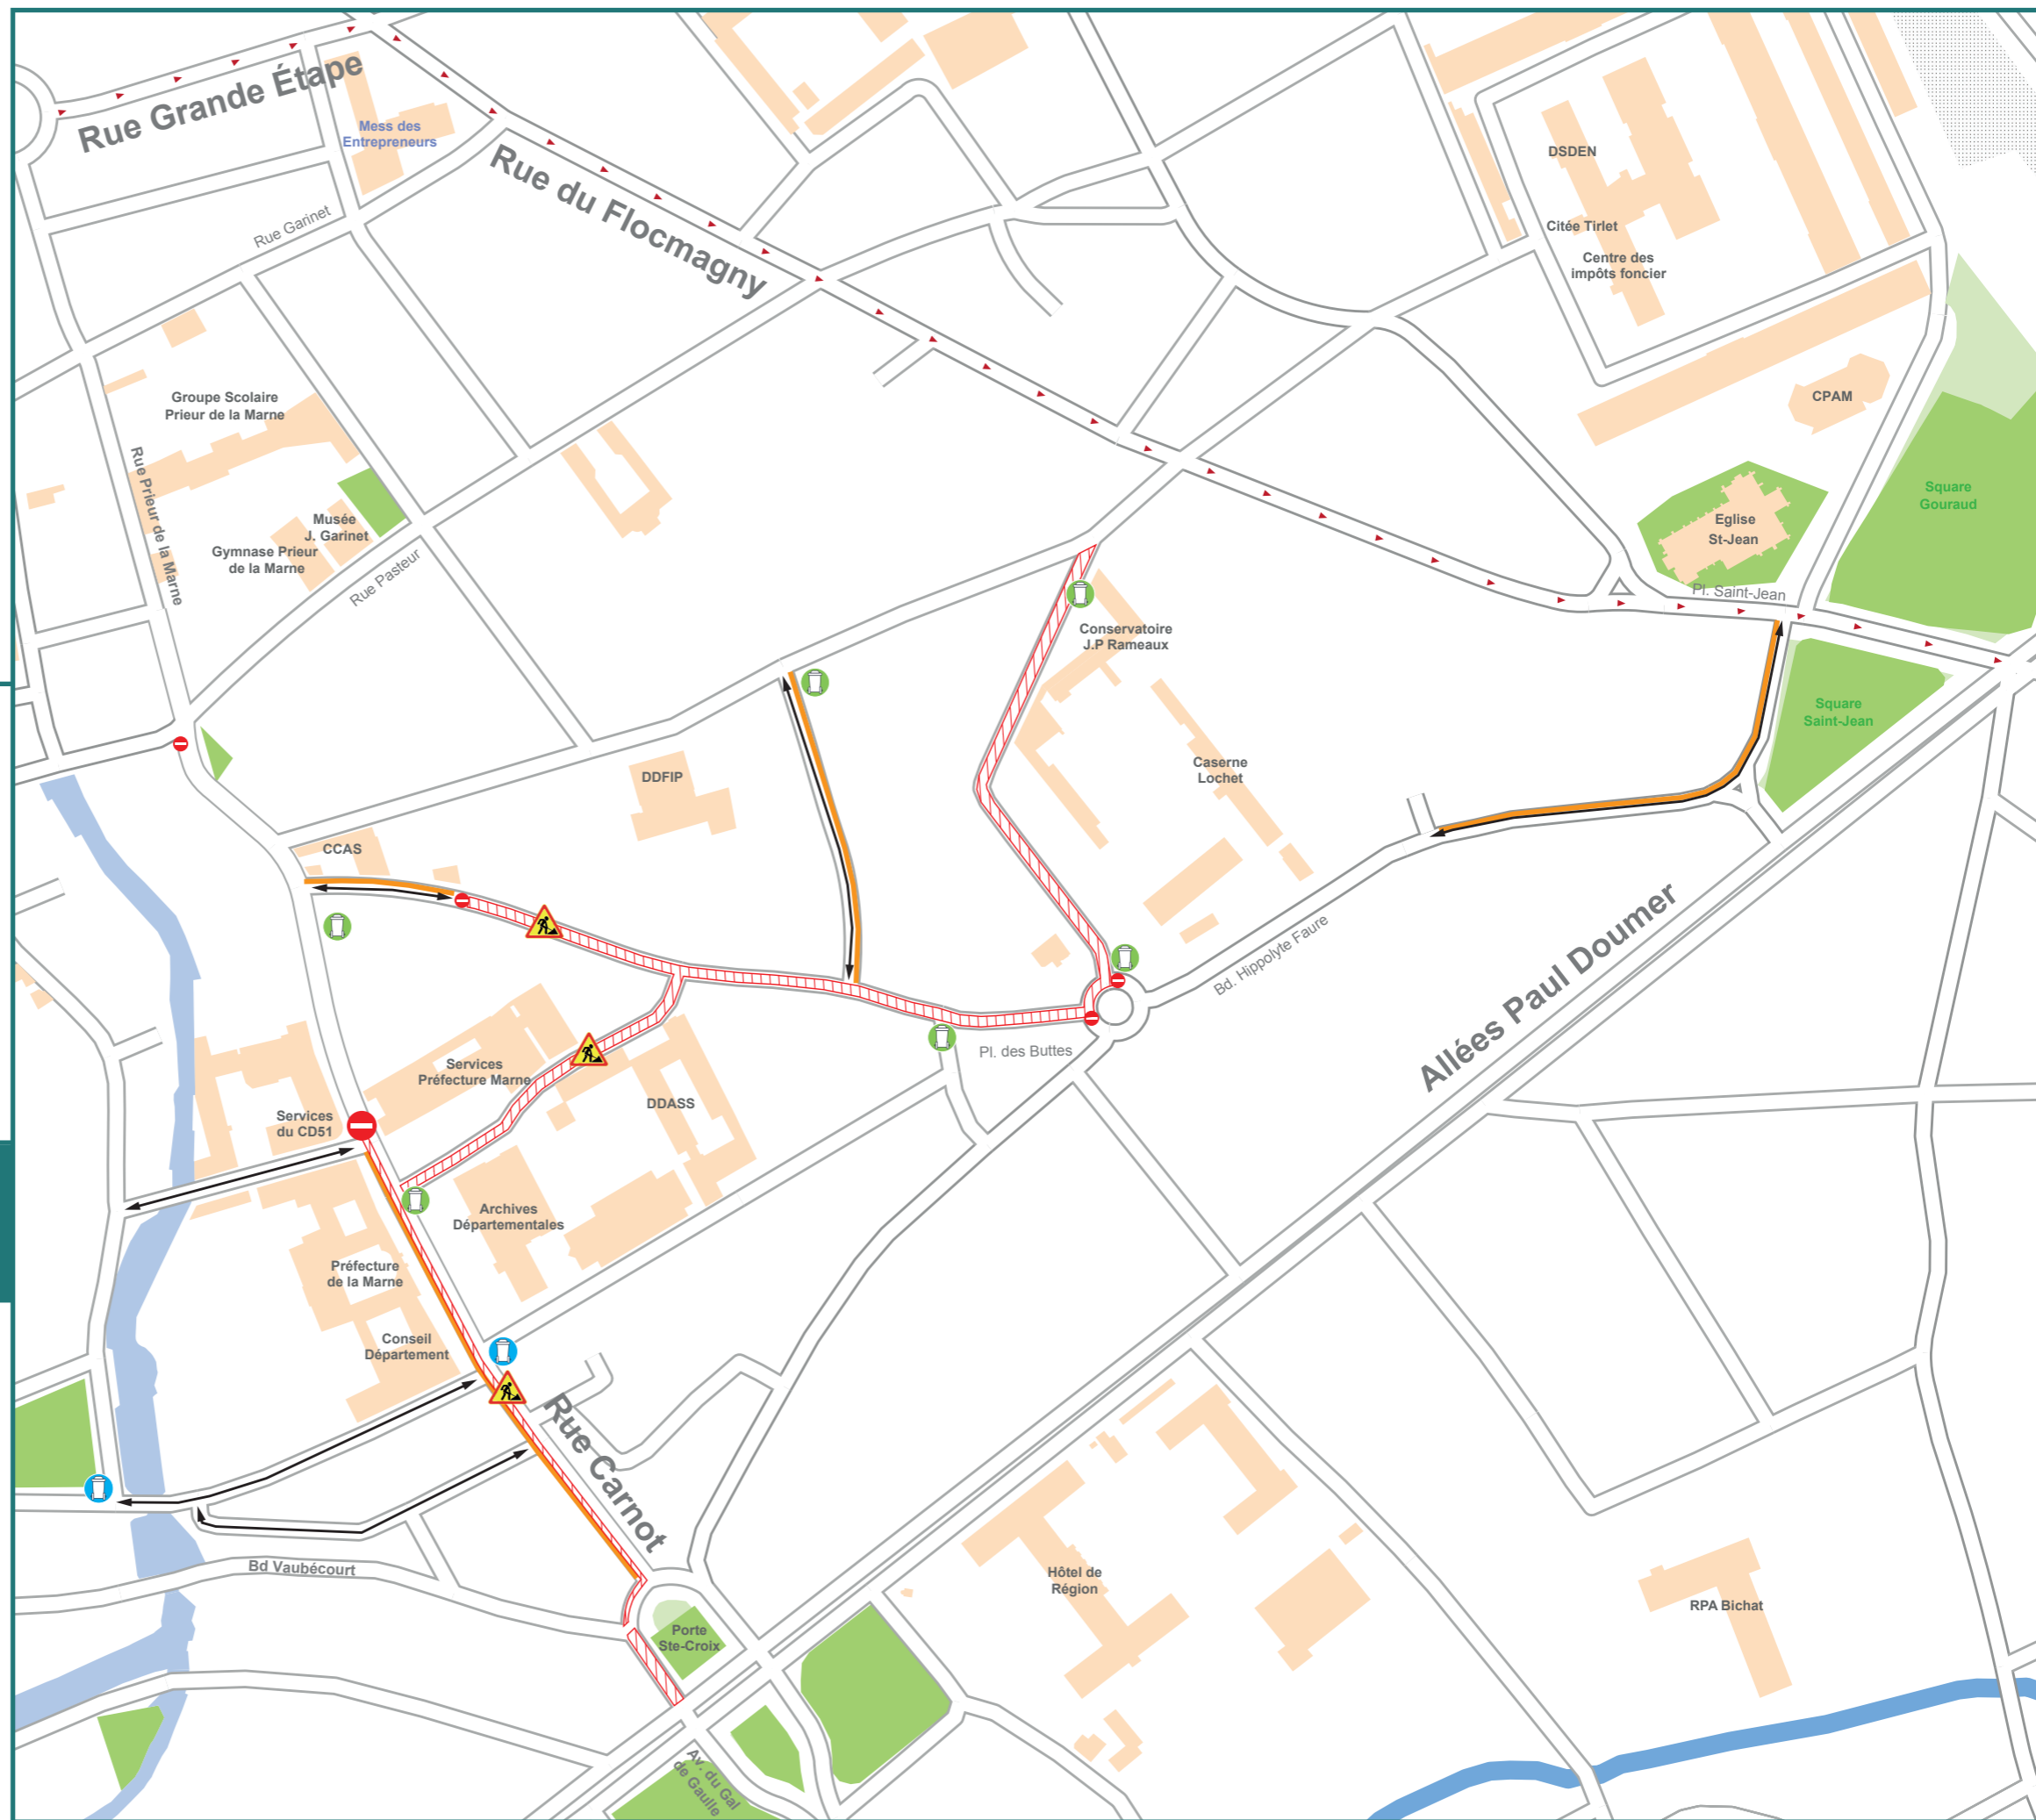 Rue Grande Étape
Mess des
Entrepreneurs
Rue du Flocmagny
Rue Garinet
DSDEN
Citée Tirlet
Centre des
impôts foncier
Groupe Scolaire
Prieur de la Marne
CPAM
Rue Prieur de la Marne
Musée
J. Garinet
Gymnase Prieur
de la Marne
Rue Pasteur
Square
Gouraud
Eglise
St-Jean
Pl. Saint-Jean
Conservatoire
J.P Rameaux
Square
Saint-Jean
DDFIP
Caserne
Lochet
CCAS
Bd. Hippolyte Faure
Allées Paul Doumer
Pl. des Buttes
Services
Préfecture Marne
DDASS
Services
du CD51
Archives
Départementales
Préfecture
de la Marne
Conseil
Département
Rue Carnot
Bd Vaubécourt
Hôtel de
Région
RPA Bichat
Porte
Ste-Croix
Av. du Gal
de Gaulle